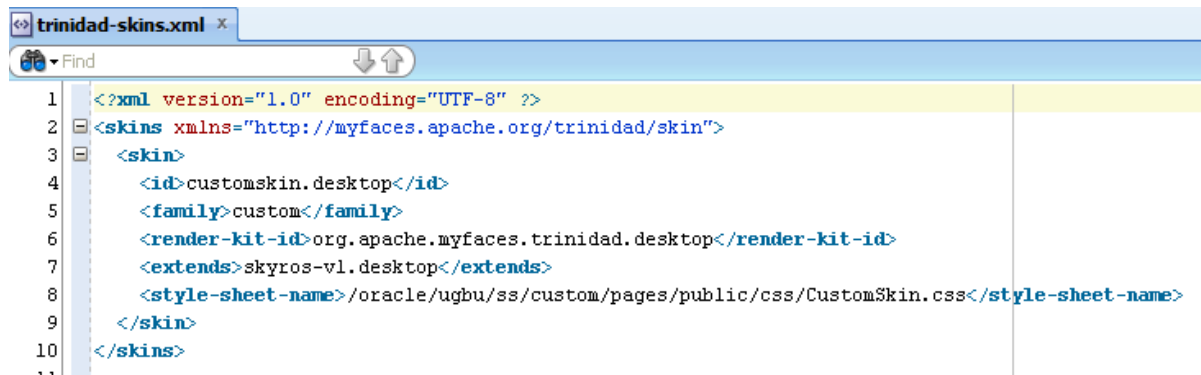 trinidad-skins.xml x
Find
1 <?xml version="1.0" encoding="UTF-8" ?>
2 <skins xmlns="http://myfaces.apache.org/trinidad/skin">
3 <skin>
4 <id>customskin.desktop</id>
5 <family>custom</family>
6 <render-kit-id>org.apache.myfaces.trinidad.desktop</render-kit-id>
7 <extends>skyros-v1.desktop</extends>
8 <style-sheet-name>/oracle/ugbu/ss/custom/pages/public/css/CustomSkin.css</style-sheet-name>
9 </skin>
10 </skins>
11